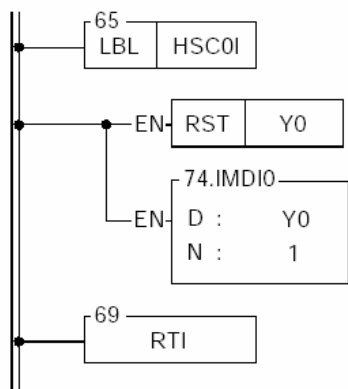 65
LBL HSC0I
EN RST Y0
74.IMDI0
EN D : Y0
N : 1
69
RTI